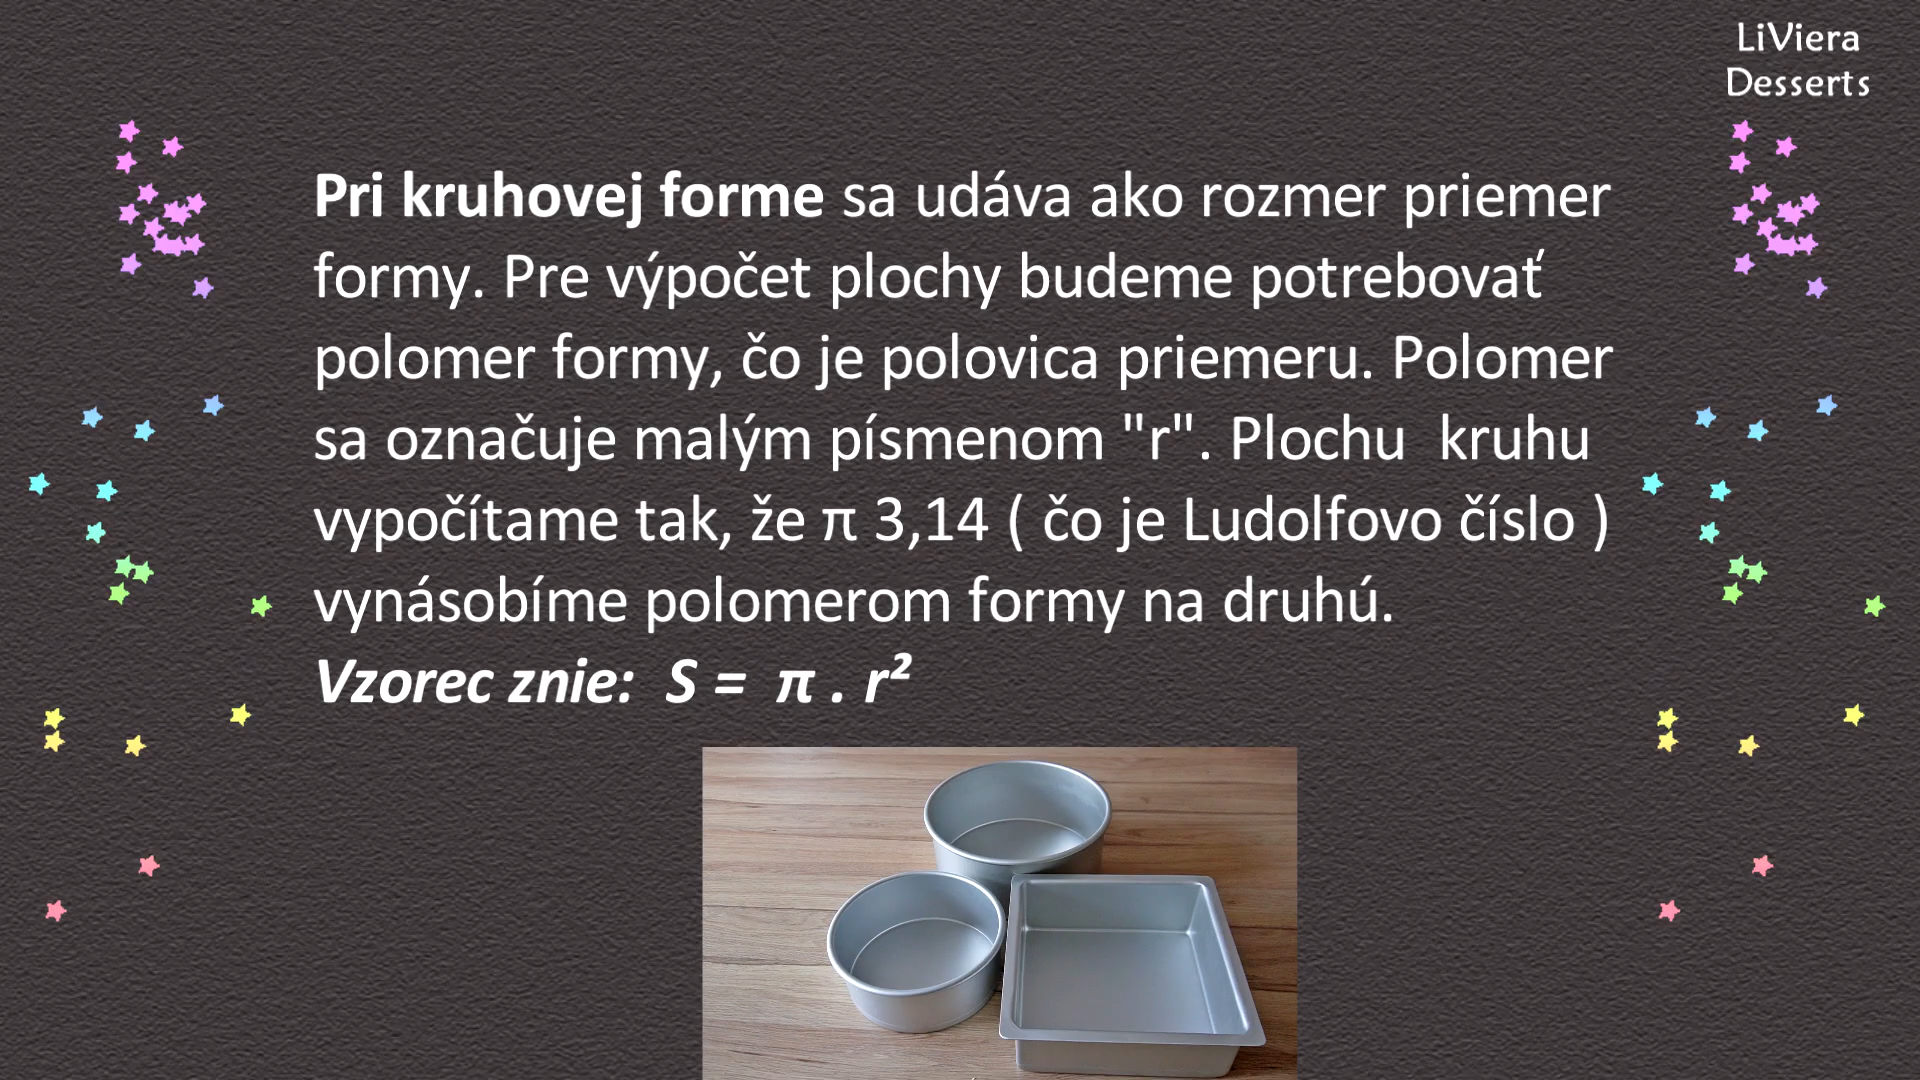 LiViera
Desserts
Pri kruhovej forme sa udáva ako rozmer priemer
formy. Pre výpočet plochy budeme potrebovať
polomer formy, čo je polovica priemeru. Polomer
sa označuje malým písmenom "r". Plochu  kruhu
vypočítame tak, že π 3,14 ( čo je Ludolfovo číslo )
vynásobíme polomerom formy na druhú.
Vzorec znie:  S =  π . r²